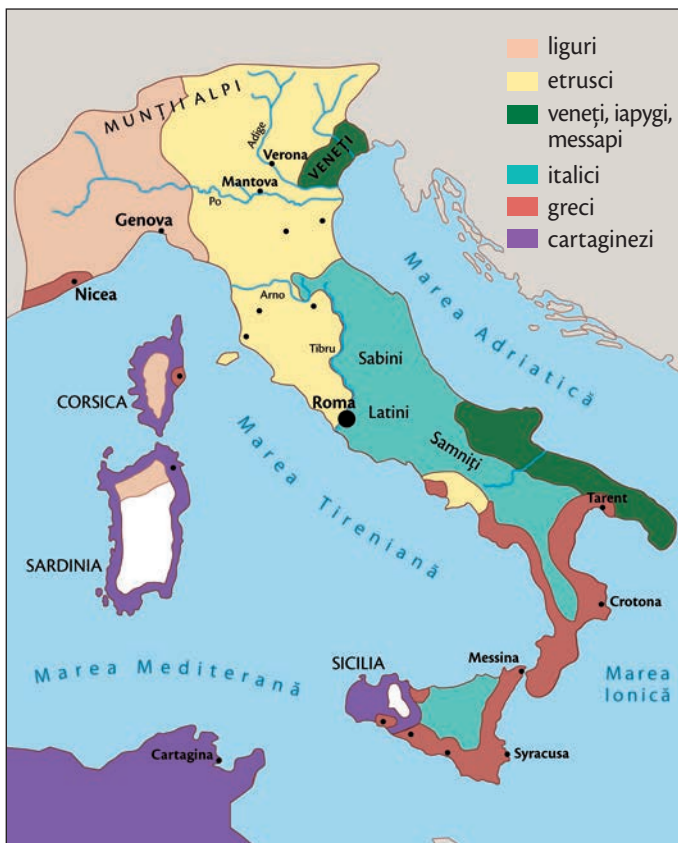 liguri
etrusci
veneți, iapygi,
messapi
italici
greci
cartaginezi
MUNȚII ALPI
Adige
Verona
VENEȚI
Mantova
Po
Genova
Nicea
Arno
Tibru
Sabini
Marea Adriatică
CORSICA
Roma
Latini
Samniți
Marea Tireniană
Tarent
SARDINIA
Crotona
Marea Mediterană
SICILIA
Messina
Marea
Ionică
Cartagina
Syracusa